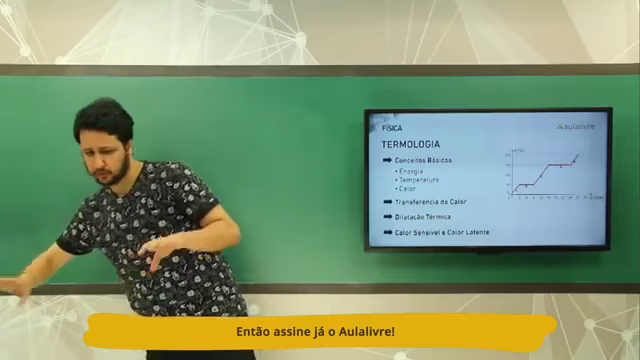 FÍSICA
aulalivre
TERMOLOGIA
Conceitos Básicos
• Energia
• Temperatura
• Calor
Transferência de Calor
Dilatação Térmica
Calor Sensível e Calor Latente
Então assine já o Aulalivre!